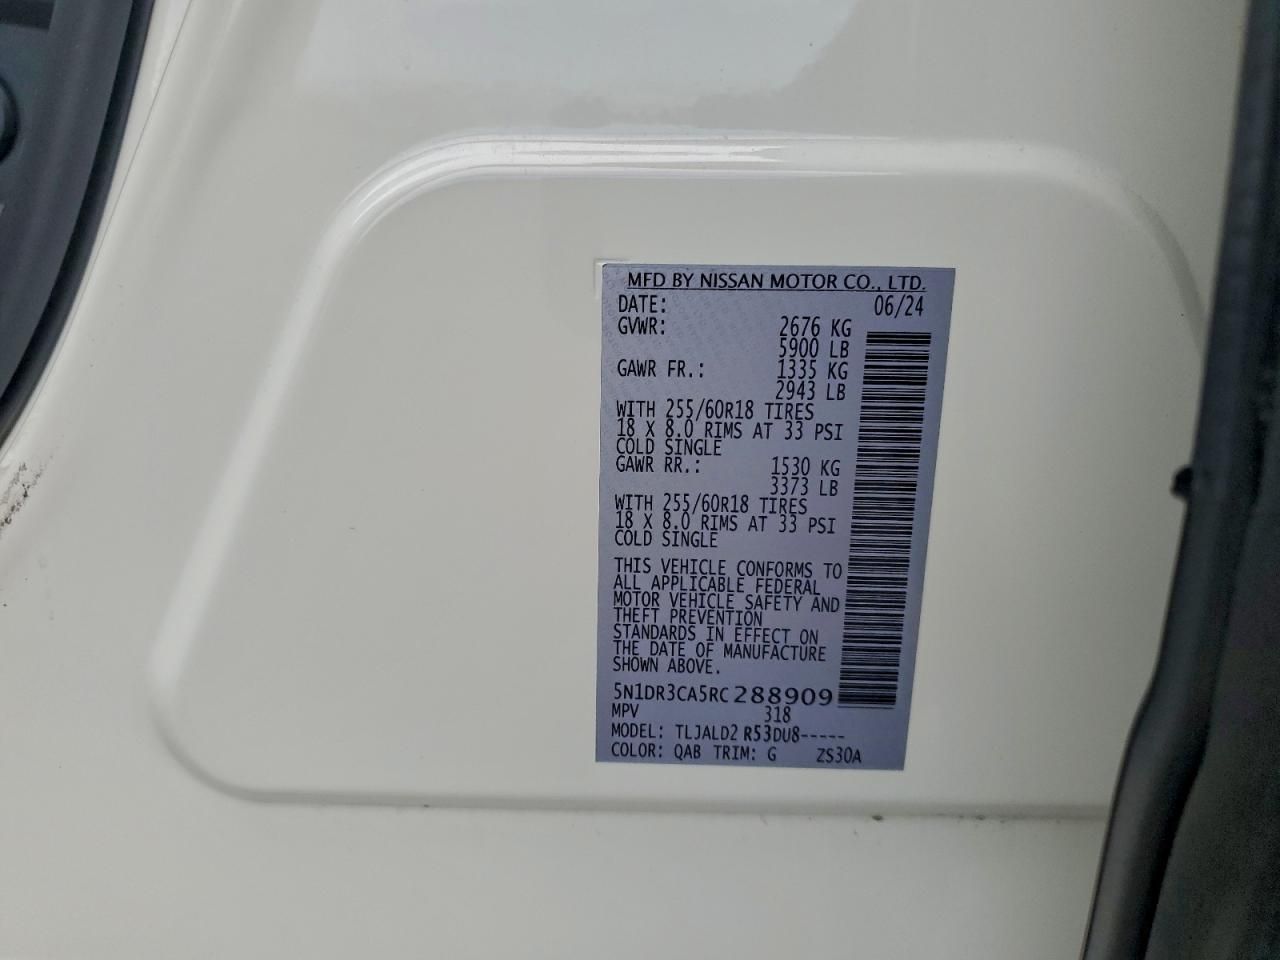 MFD BY NISSAN MOTOR CO., LTD.
DATE: 06/24
GVWR: 2676 KG
5900 LB
GAWR FR.: 1335 KG
2943 LB
WITH 255/60R18 TIRES
18 X 8.0 RIMS AT 33 PSI
COLD SINGLE
GAWR RR.: 1530 KG
3373 LB
WITH 255/60R18 TIRES
18 X 8.0 RIMS AT 33 PSI
COLD SINGLE
THIS VEHICLE CONFORMS TO
ALL APPLICABLE FEDERAL
MOTOR VEHICLE SAFETY AND
THEFT PREVENTION
STANDARDS IN EFFECT ON
THE DATE OF MANUFACTURE
SHOWN ABOVE.
5N1DR3CA5RC288909
MPV 318
MODEL: TLJALD2 R53DU8-----
COLOR: QAB TRIM: G ZS30A